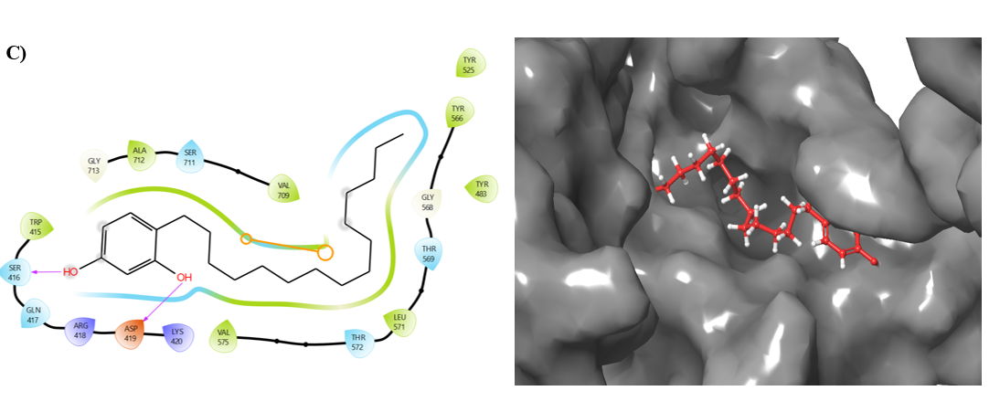 C)
TYR
525
TYR
566
ALA
712
SER
711
GLY
713
VAL
709
TYR
483
GLY
568
TRP
415
THR
569
SER
416
HO
OH
GLN
417
ARG
418
ASP
419
LYS
420
VAL
575
THR
572
LEU
571